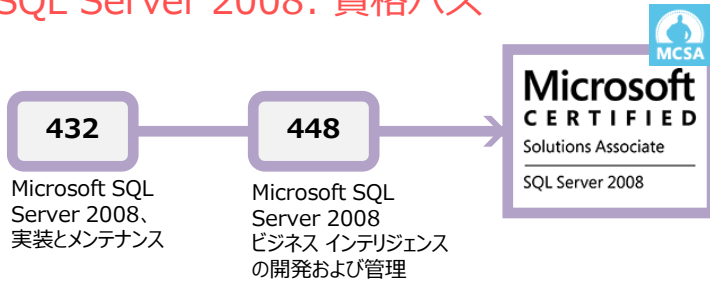 SQL Server 2008: 資格パス
MCSA
432
448
Microsoft
CERTIFIED
Solutions Associate
SQL Server 2008
Microsoft SQL
Server 2008、
実装とメンテナンス
Microsoft SQL
Server 2008
ビジネス インテリジェンス
の開発および管理